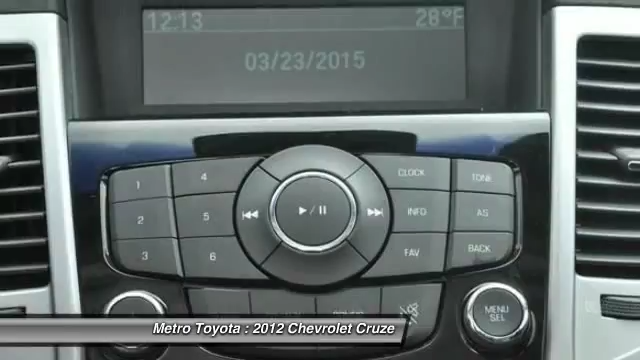 12:13 28°F
03/23/2015
1 4 CLOCK TONE
2 5 INFO AS
3 6 FAV BACK
MENU
SEL
Metro Toyota : 2012 Chevrolet Cruze